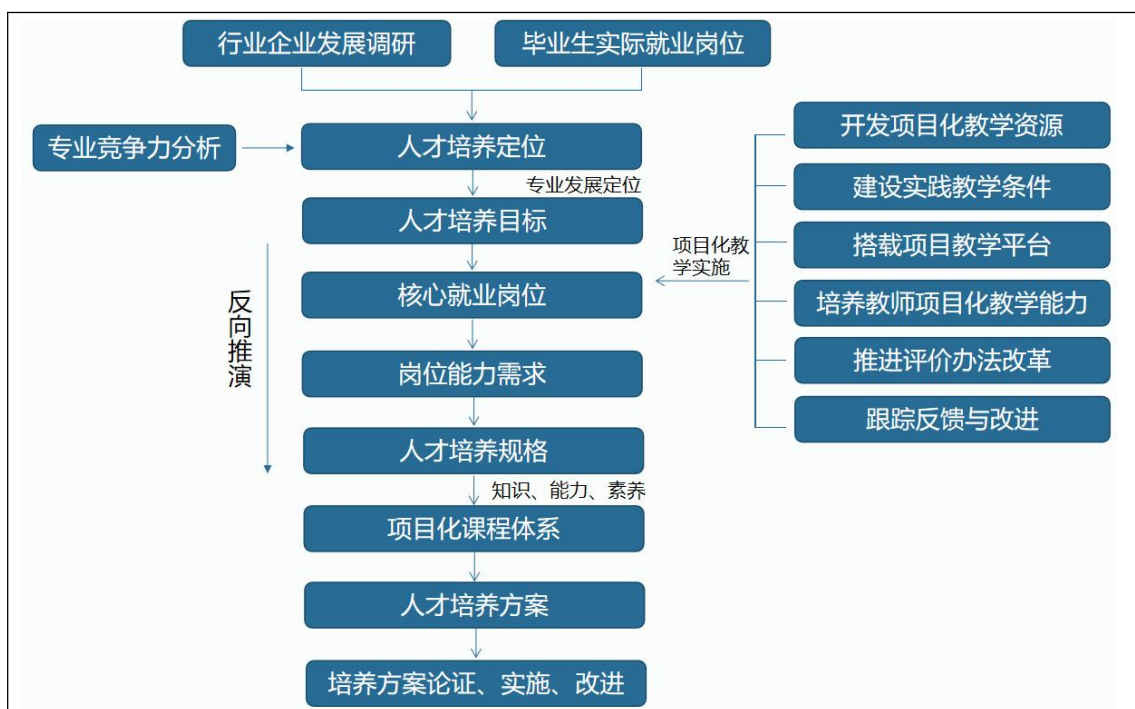 行业企业发展调研
毕业生实际就业岗位
专业竞争力分析
人才培养定位
专业发展定位
人才培养目标
核心就业岗位
岗位能力需求
人才培养规格
知识、能力、素养
项目化课程体系
人才培养方案
培养方案论证、实施、改进
反向推演
项目化教
学实施
开发项目化教学资源
建设实践教学条件
搭载项目教学平台
培养教师项目化教学能力
推进评价办法改革
跟踪反馈与改进